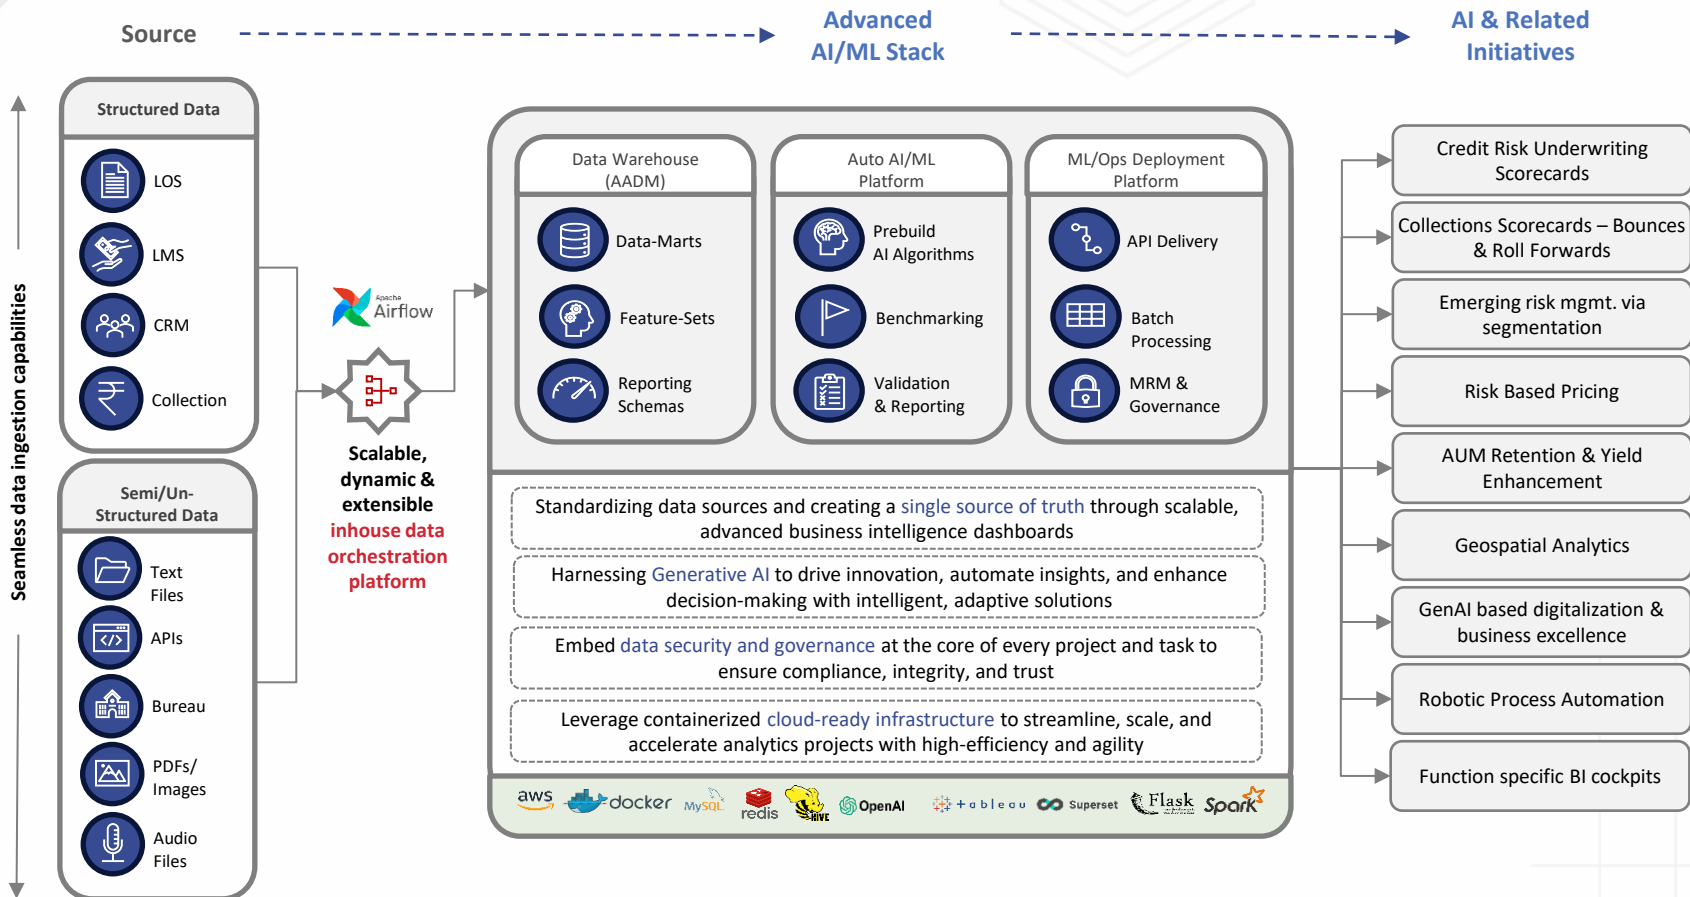 Source
Advanced
AI/ML Stack
AI & Related
Initiatives
Seamless data ingestion capabilities
Structured Data
LOS
LMS
CRM
Collection
Semi/Un-
Structured Data
Text
Files
APIs
Bureau
PDFs/
Images
Audio
Files
Apache
Airflow
Scalable,
dynamic &
extensible
inhouse data
orchestration
platform
Data Warehouse
(AADM)
Data-Marts
Feature-Sets
Reporting
Schemas
Auto AI/ML
Platform
Prebuild
AI Algorithms
Benchmarking
Validation
& Reporting
ML/Ops Deployment
Platform
API Delivery
Batch
Processing
MRM &
Governance
Standardizing data sources and creating a single source of truth through scalable,
advanced business intelligence dashboards
Harnessing Generative AI to drive innovation, automate insights, and enhance
decision-making with intelligent, adaptive solutions
Embed data security and governance at the core of every project and task to
ensure compliance, integrity, and trust
Leverage containerized cloud-ready infrastructure to streamline, scale, and
accelerate analytics projects with high-efficiency and agility
aws
docker
MySQL
redis
HIVE
OpenAI
+ableau
Superset
Flask
Spark
Credit Risk Underwriting
Scorecards
Collections Scorecards – Bounces
& Roll Forwards
Emerging risk mgmt. via
segmentation
Risk Based Pricing
AUM Retention & Yield
Enhancement
Geospatial Analytics
GenAI based digitalization &
business excellence
Robotic Process Automation
Function specific BI cockpits